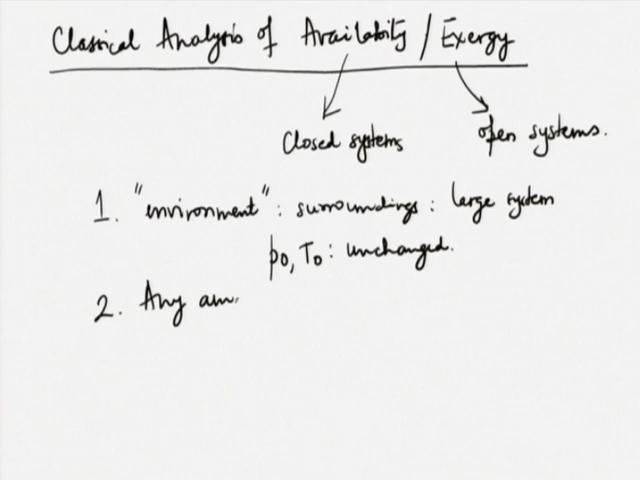 Classical Analysis of Availability / Exergy
Closed systems
open systems.
1. "environment": surroundings: large system
p0, T0: unchanged.
2. Any am